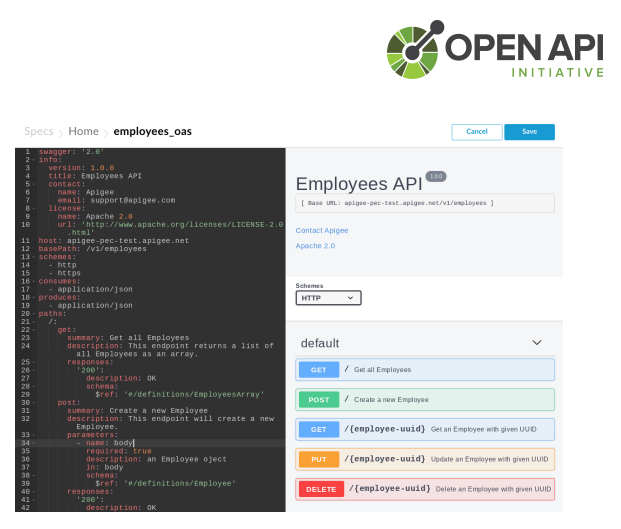 OPEN API
INITIATIVE
Specs › Home › employees_oas
Cancel
Save
1 swagger: '2.0'
2 - info:
3 version: 1.0.0
4 title: Employees API
5 - contact:
6 name: Apigee
7 email: support@apigee.com
8 - license:
9 name: Apache 2.0
10 url: 'http://www.apache.org/licenses/LICENSE-2.0
.html'
11 host: apigee-pec-test.apigee.net
12 basePath: /v1/employees
13 - schemes:
14 - http
15 - https
16 - consumes:
17 - application/json
18 - produces:
19 - application/json
20 - paths:
21 - /:
22 - get:
23 summary: Get all Employees
24 description: This endpoint returns a list of
all Employees as an array.
25 - responses:
26 - '200':
27 description: OK
28 - schema:
29 $ref: '#/definitions/EmployeesArray'
30 - post:
31 summary: Create a new Employee
32 description: This endpoint will create a new
Employee.
33 - parameters:
34 - - name: body
35 required: true
36 description: an Employee oject
37 in: body
38 - schema:
39 $ref: '#/definitions/Employee'
40 - responses:
41 - '200':
42 description: OK
Employees API 1.0.0
[ Base URL: apigee-pec-test.apigee.net/v1/employees ]
Contact Apigee
Apache 2.0
Schemes
HTTP
default
GET / Get all Employees
POST / Create a new Employee
GET /{employee-uuid} Get an Employee with given UUID
PUT /{employee-uuid} Update an Employee with given UUID
DELETE /{employee-uuid} Delete an Employee with given UUID